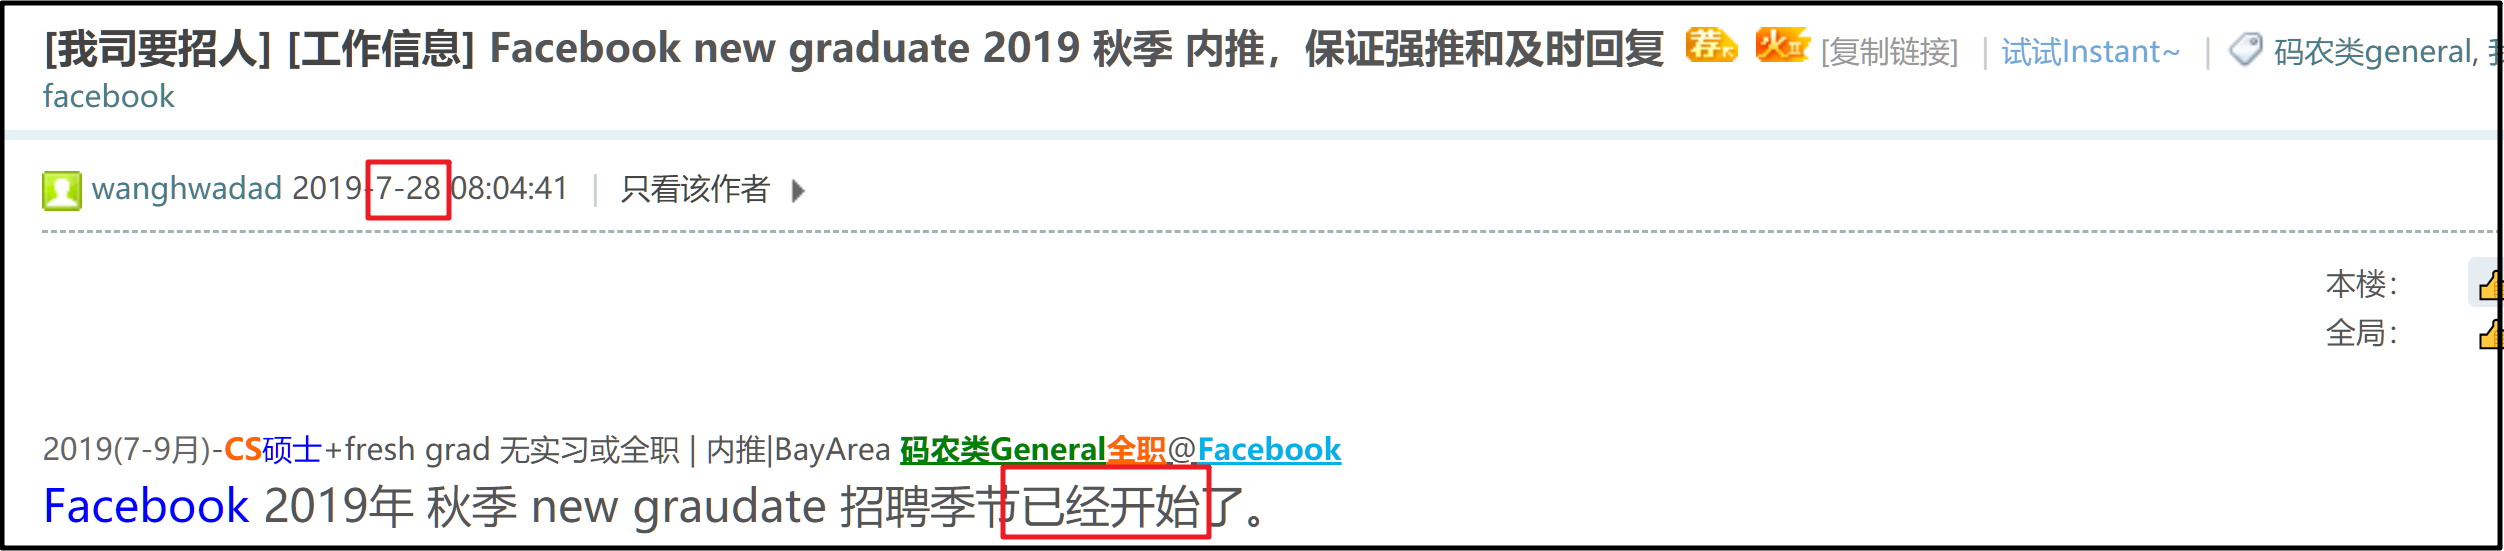 [我司要招人] [工作信息] Facebook new graduate 2019 秋季 内推，保证强推和及时回复 荐 火II [复制链接] | 试试Instant~ | 码农类general,
facebook
wanghwadad 2019-7-28 08:04:41 | 只看该作者
本楼：
全局：
2019(7-9月)-CS硕士+fresh grad 无实习或全职 | 内推|BayArea 码农类General全职@Facebook
Facebook 2019年 秋季 new graudate 招聘季节已经开始了。